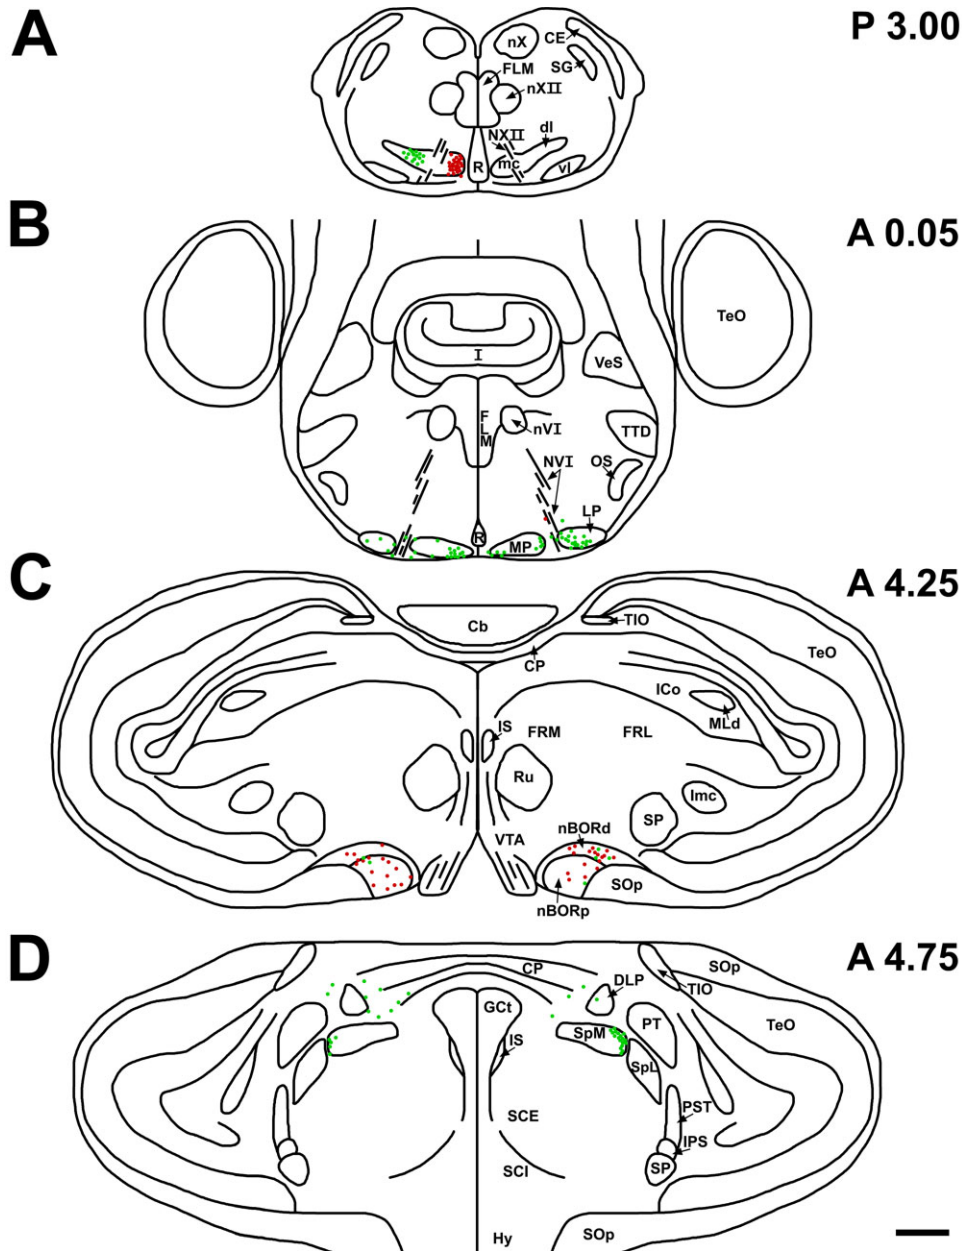 A
P 3.00
nX
CE
SG
FLM
nXII
NXII
dl
R
mc
vl
B
A 0.05
TeO
I
VeS
F
L
M
nVI
TTD
NVI
OS
LP
R
MP
C
A 4.25
Cb
TIO
CP
TeO
ICo
MLd
IS
FRM
FRL
Ru
Imc
SP
VTA
nBORd
SOp
nBORp
D
A 4.75
CP
DLP
SOp
TIO
GCt
SpM
PT
TeO
IS
SpL
SCE
PST
IPS
SCI
SP
Hy
SOp